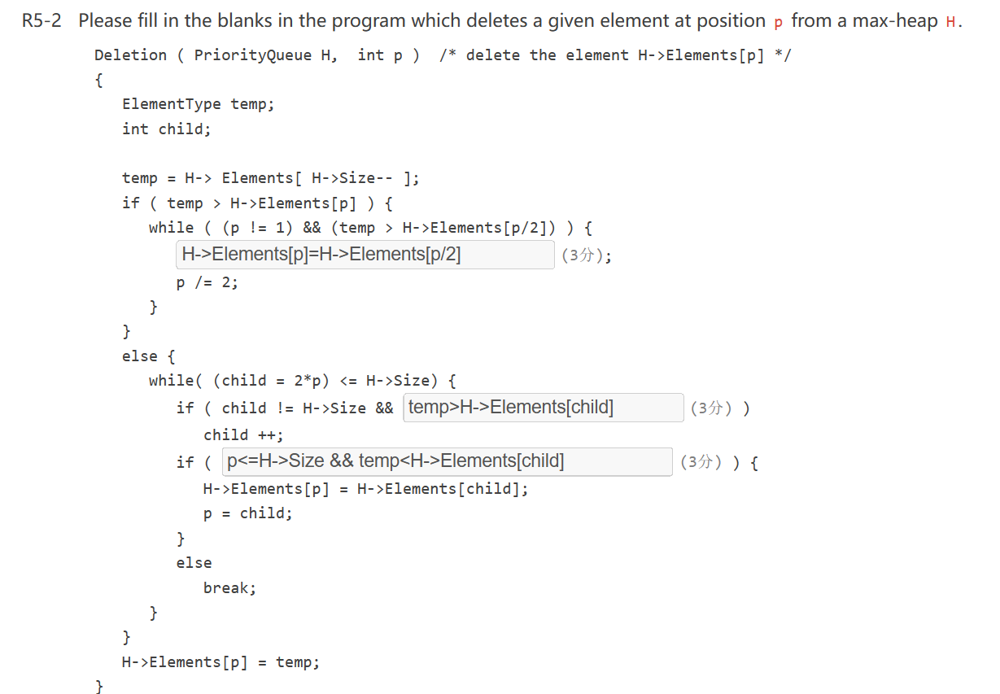 R5-2 Please fill in the blanks in the program which deletes a given element at position p from a max-heap H.
Deletion ( PriorityQueue H, int p ) /* delete the element H->Elements[p] */
{
ElementType temp;
int child;
temp = H-> Elements[ H->Size-- ];
if ( temp > H->Elements[p] ) {
while ( (p != 1) && (temp > H->Elements[p/2]) ) {
H->Elements[p]=H->Elements[p/2] (3分);
p /= 2;
}
}
else {
while( (child = 2*p) <= H->Size) {
if ( child != H->Size && temp>H->Elements[child] (3分) )
child ++;
if ( p<=H->Size && temp<H->Elements[child] (3分) ) {
H->Elements[p] = H->Elements[child];
p = child;
}
else
break;
}
}
H->Elements[p] = temp;
}